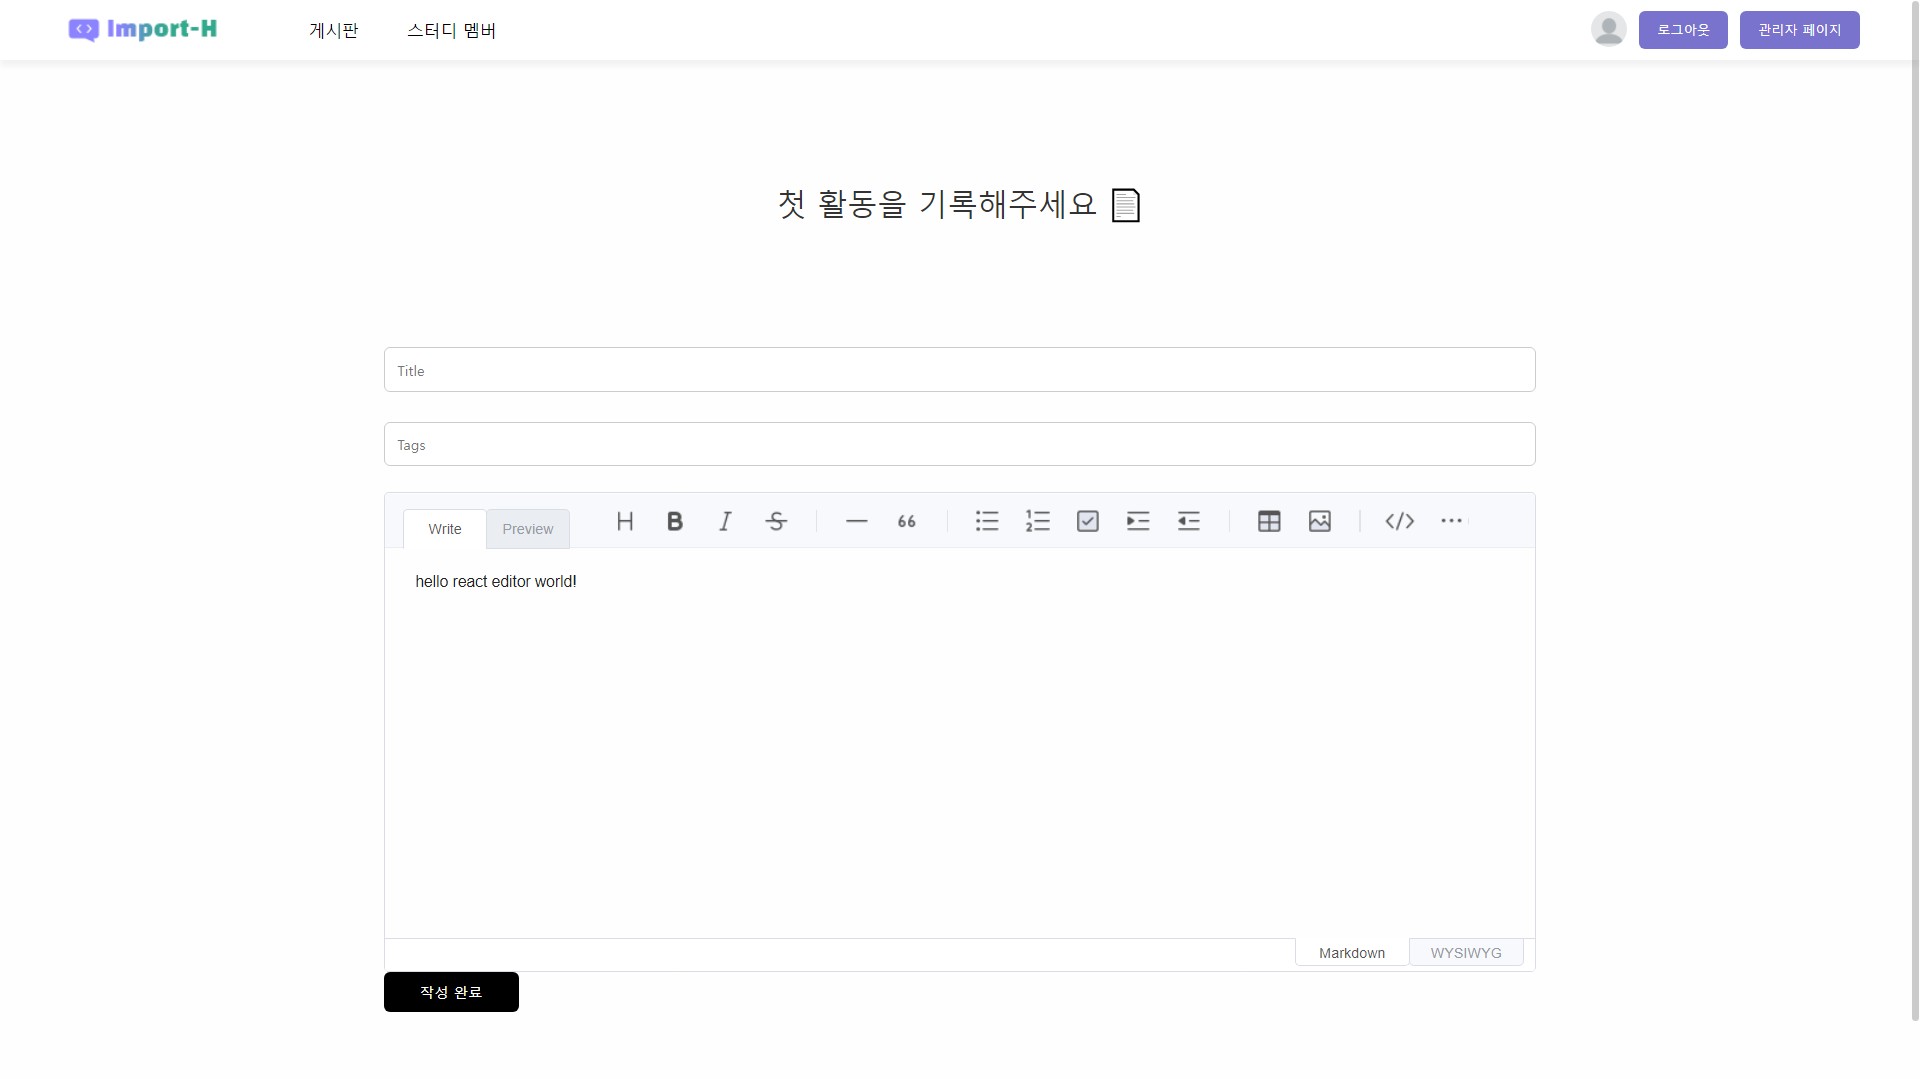 Import-H 게시판 스터디 멤버 로그아웃 관리자 페이지
첫 활동을 기록해주세요
Title
Tags
Write Preview
hello react editor world!
Markdown WYSIWYG
작성 완료